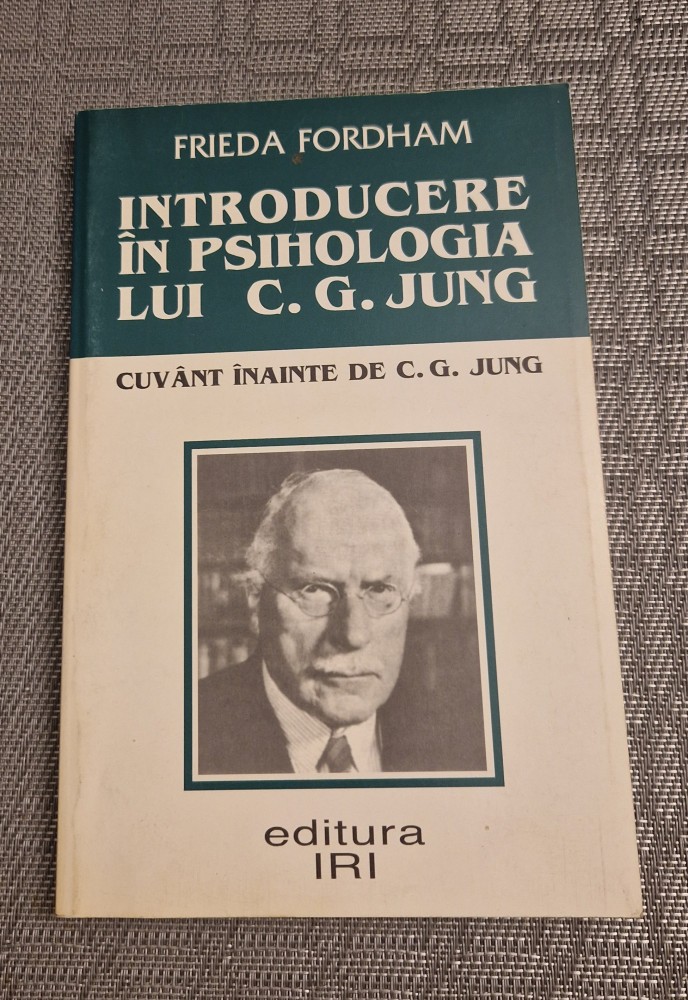 FRIEDA FORDHAM
INTRODUCERE
ÎN PSIHOLOGIA
LUI C. G. JUNG
CUVÂNT ÎNAINTE DE C. G. JUNG
editura
IRI